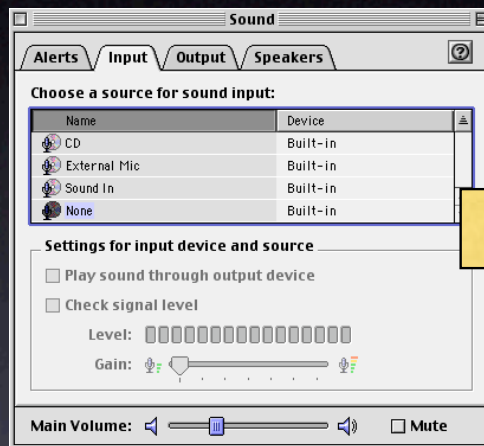 Sound
Alerts Input Output Speakers ?
Choose a source for sound input:
Name Device
CD Built-in
External Mic Built-in
Sound In Built-in
None Built-in
Settings for input device and source
Play sound through output device
Check signal level
Level:
Gain:
Main Volume: Mute